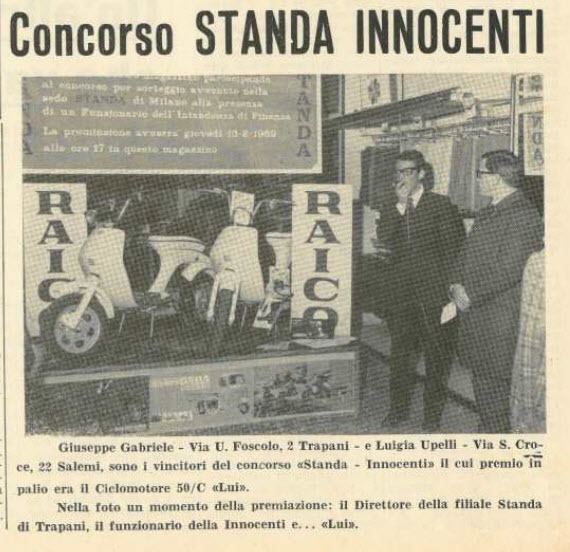 Concorso STANDA INNOCENTI
magazzino partecipando
al concorso per sorteggio avvenuto nella
sede STANDA di Milano alla presenza
di un Funzionario dell'Intendenza di Finanza
La premiazione avverrà giovedì 13-2-1969
alle ore 17 in questo magazzino
STANDA
RAICO
RAICO
Giuseppe Gabriele - Via U. Foscolo, 2 Trapani - e Luigia Upelli - Via S. Cro-
ce, 22 Salemi, sono i vincitori del concorso «Standa - Innocenti» il cui premio in
palio era il Ciclomotore 50/C «Lui».
Nella foto un momento della premiazione: il Direttore della filiale Standa
di Trapani, il funzionario della Innocenti e... «Lui».